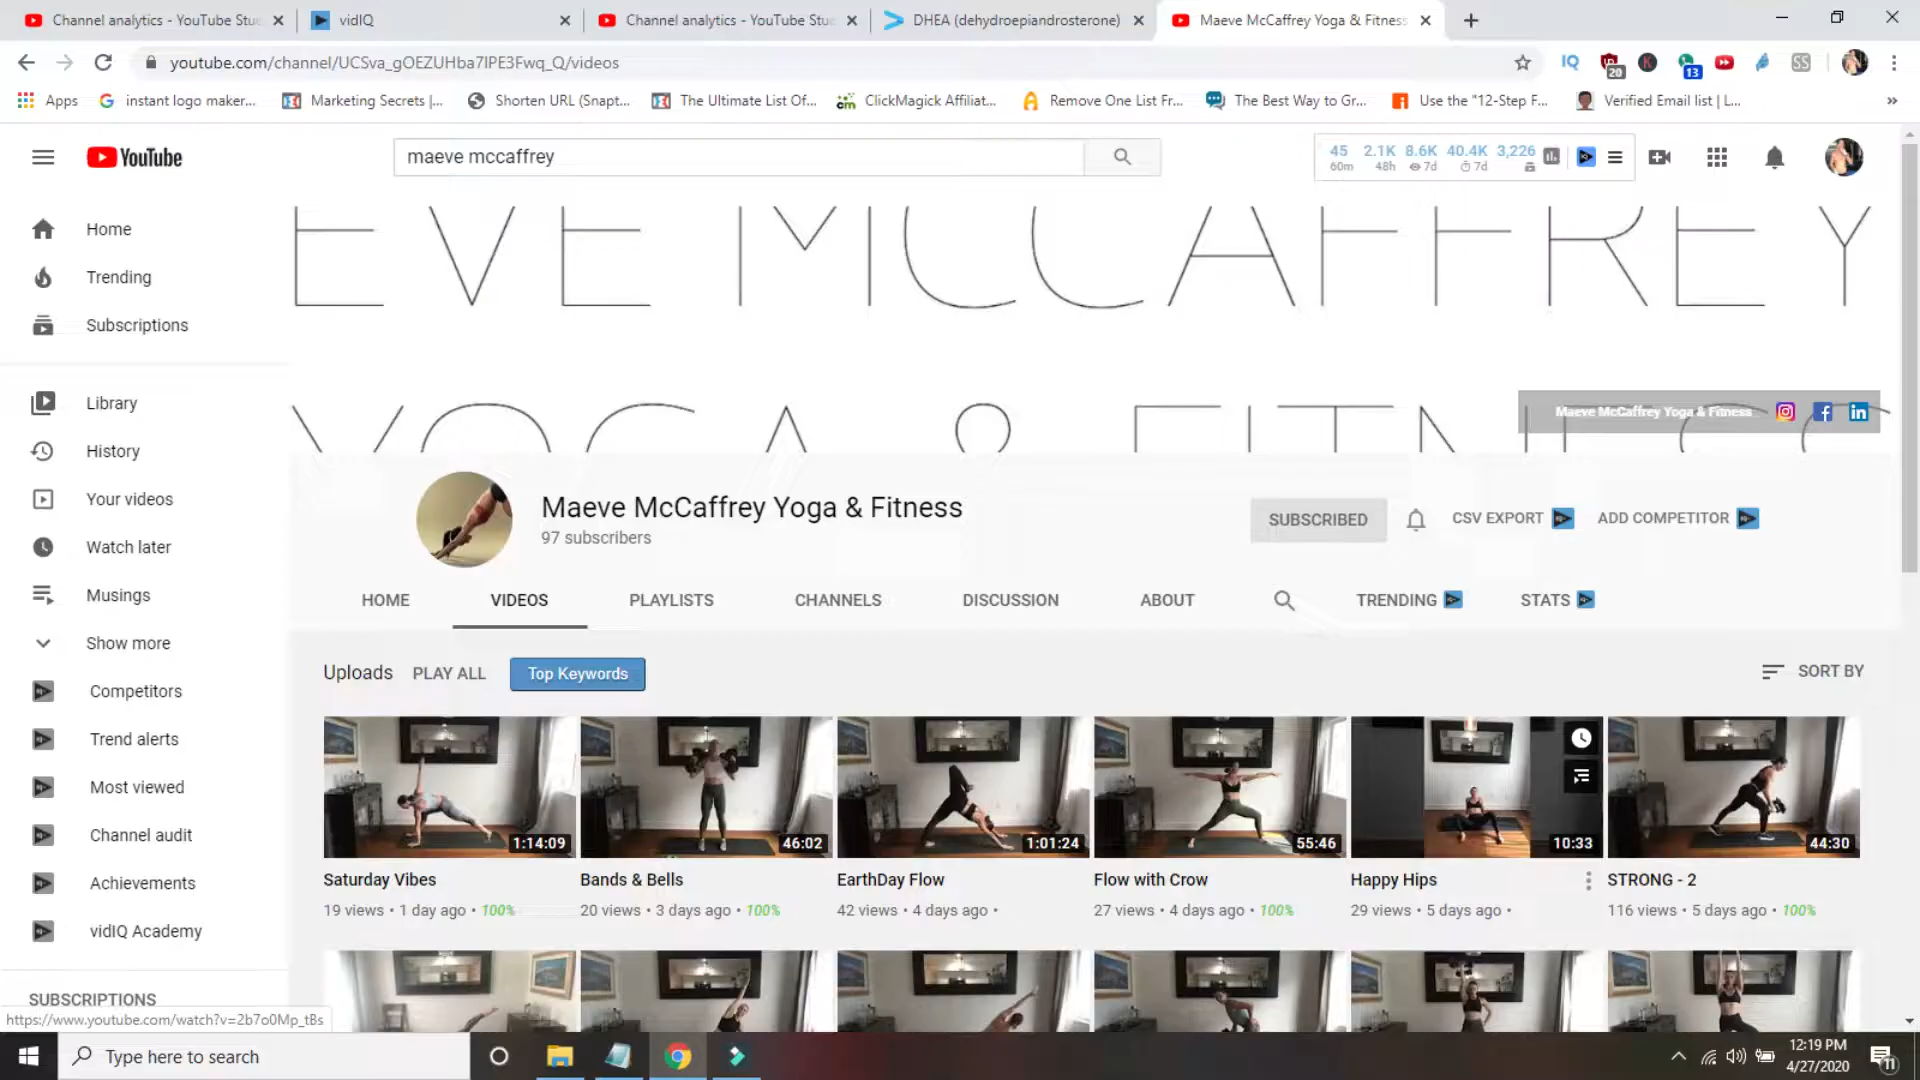 Channel analytics - YouTube Stu
vidIQ
Channel analytics - YouTube Stu
DHEA (dehydroepiandrosterone)
Maeve McCaffrey Yoga & Fitness
youtube.com/channel/UCSva_gOEZUHba7lPE3Fwq_Q/videos
IQ
20
K
13
SS
Apps
instant logo maker...
Marketing Secrets |...
Shorten URL (Snapt...
The Ultimate List Of...
ClickMagick Affiliat...
Remove One List Fr...
The Best Way to Gr...
Use the "12-Step F...
Verified Email list | L...
YouTube
maeve mccaffrey
45 2.1K 8.6K 40.4K 3,226
60m 48h 7d 7d
EVE MCCAFFREY
YOGA & FITNESS
Maeve McCaffrey Yoga & Fitness
Home
Trending
Subscriptions
Library
History
Your videos
Watch later
Musings
Show more
Competitors
Trend alerts
Most viewed
Channel audit
Achievements
vidIQ Academy
SUBSCRIPTIONS
Maeve McCaffrey Yoga & Fitness
97 subscribers
SUBSCRIBED
CSV EXPORT
ADD COMPETITOR
HOME
VIDEOS
PLAYLISTS
CHANNELS
DISCUSSION
ABOUT
TRENDING
STATS
Uploads
PLAY ALL
Top Keywords
SORT BY
1:14:09
46:02
1:01:24
55:46
10:33
44:30
Saturday Vibes
19 views • 1 day ago • 100%
Bands & Bells
20 views • 3 days ago • 100%
EarthDay Flow
42 views • 4 days ago •
Flow with Crow
27 views • 4 days ago • 100%
Happy Hips
29 views • 5 days ago •
STRONG - 2
116 views • 5 days ago • 100%
https://www.youtube.com/watch?v=2b7o0Mp_tBs
Type here to search
12:19 PM
4/27/2020
11